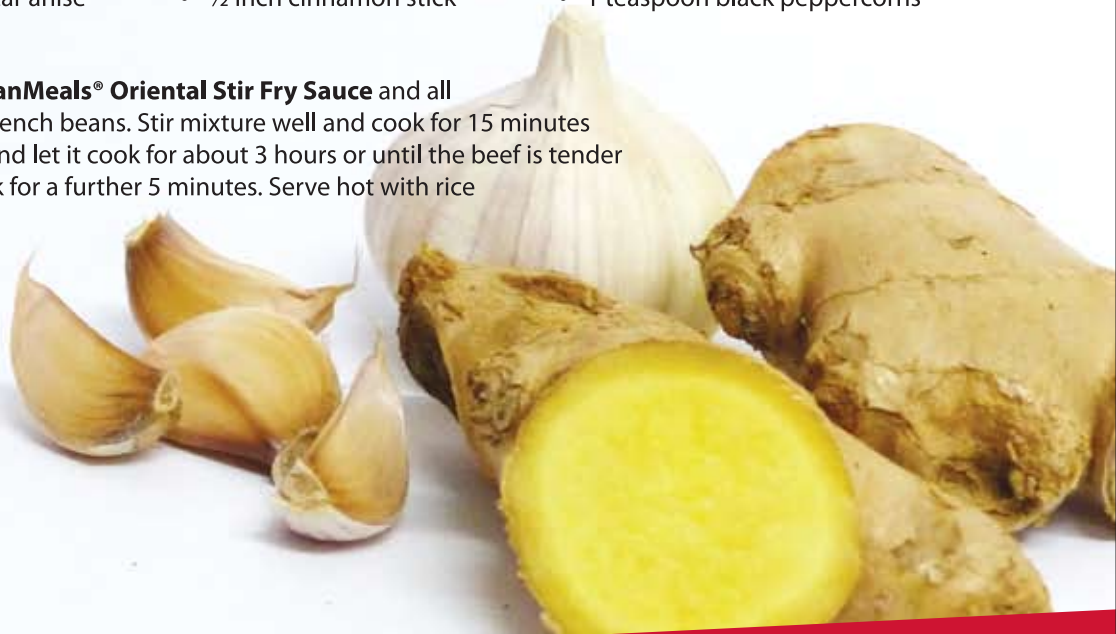 ar anise • ½ inch cinnamon stick • 1 teaspoon black peppercorns
anMeals® Oriental Stir Fry Sauce and all
ench beans. Stir mixture well and cook for 15 minutes
nd let it cook for about 3 hours or until the beef is tender
k for a further 5 minutes. Serve hot with rice